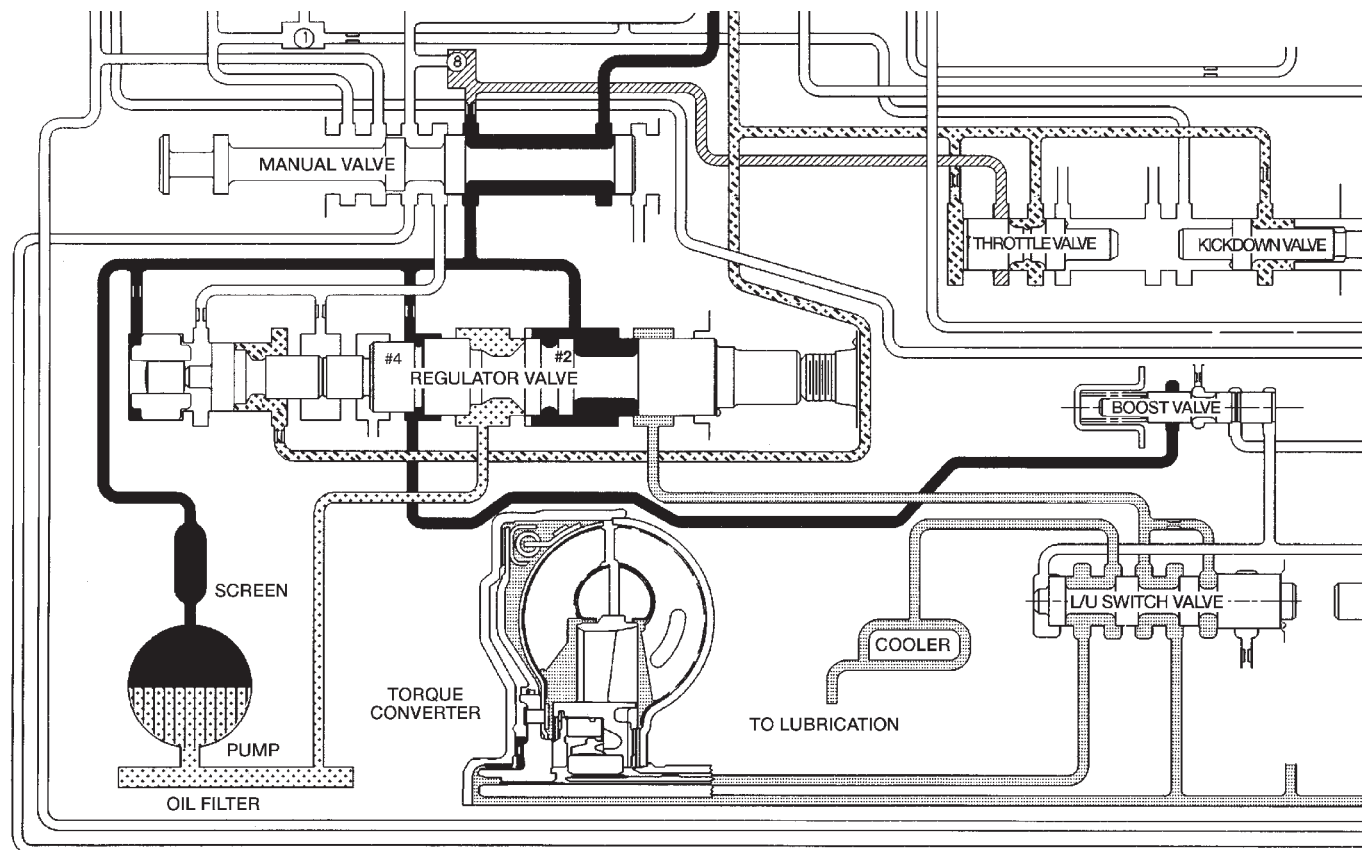 1
8
MANUAL VALVE
THROTTLE VALVE
KICKDOWN VALVE
#4
#2
REGULATOR VALVE
BOOST VALVE
SCREEN
L/U SWITCH VALVE
COOLER
TORQUE
CONVERTER
TO LUBRICATION
PUMP
OIL FILTER